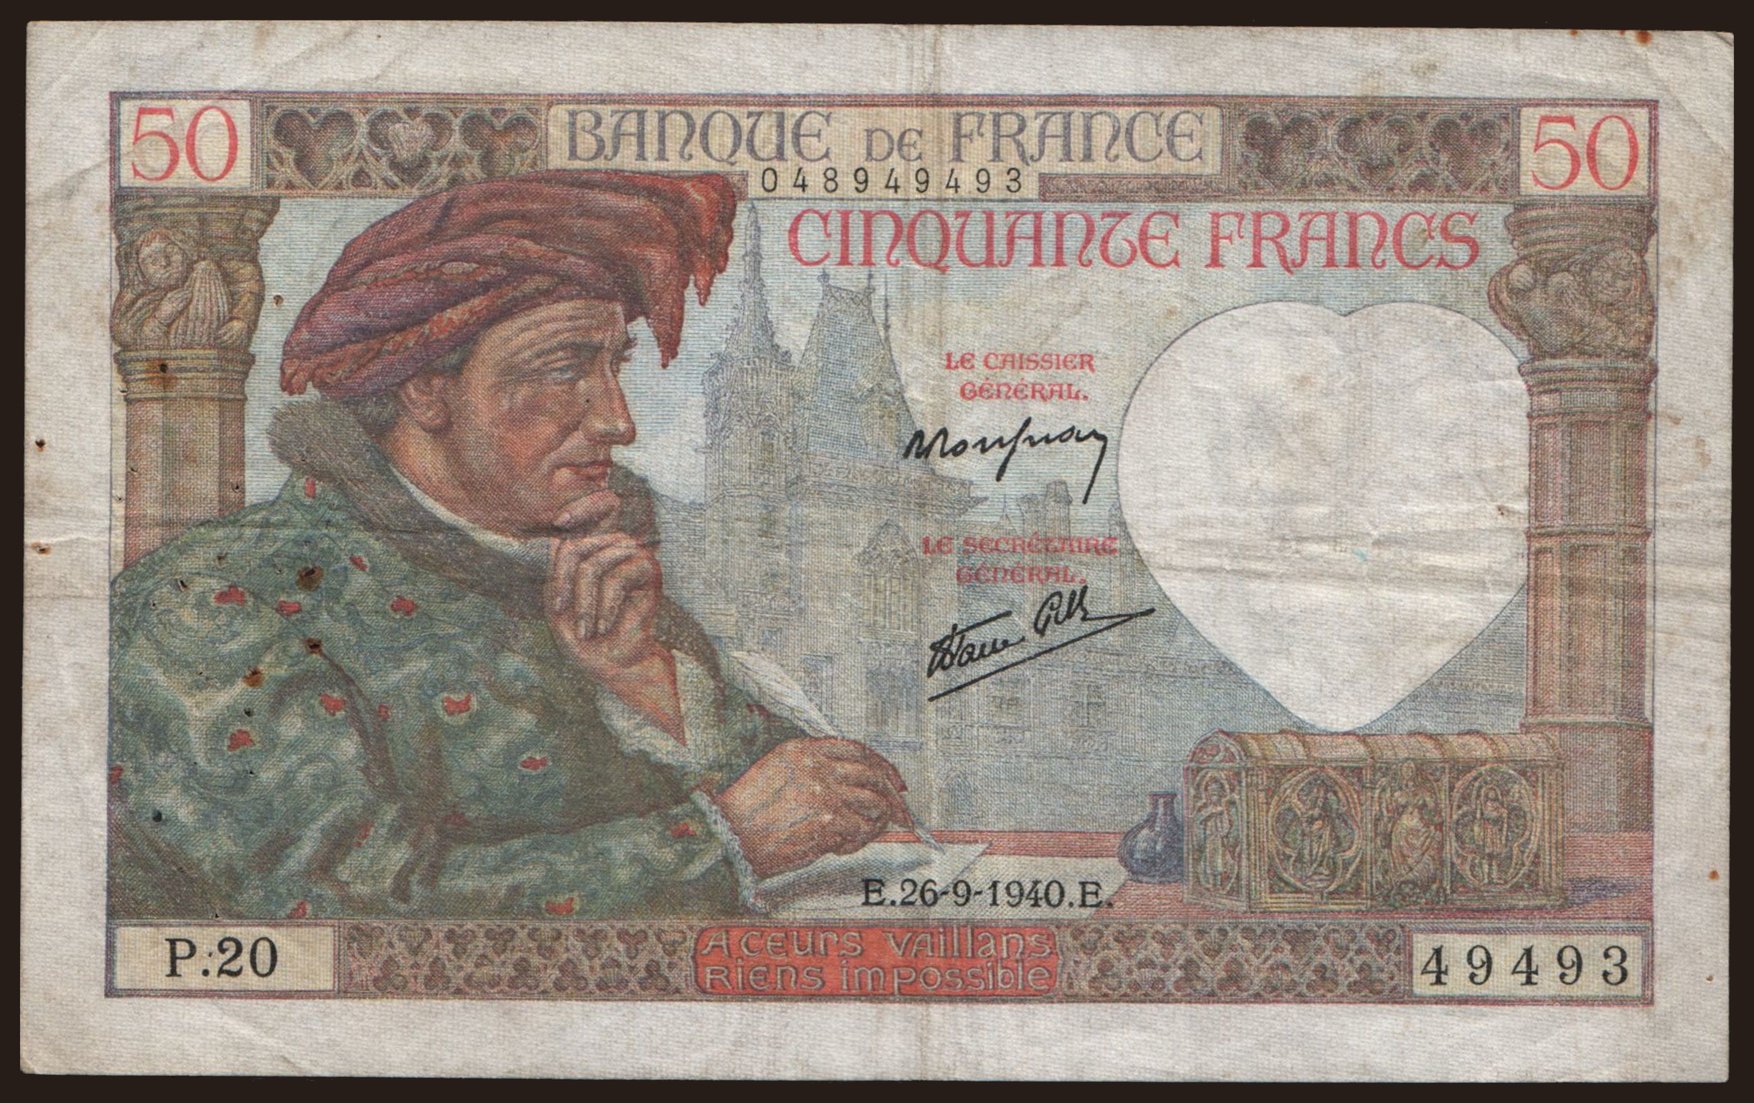 50 BANQUE DE FRANCE 50
048949493
CINQUANTE FRANCS
LE CAISSIER
GÉNÉRAL.
LE SECRÉTAIRE
GÉNÉRAL.
E.26-9-1940.E.
P.20
A CEURS VAILLANS
RIENS IMPOSSIBLE
49493